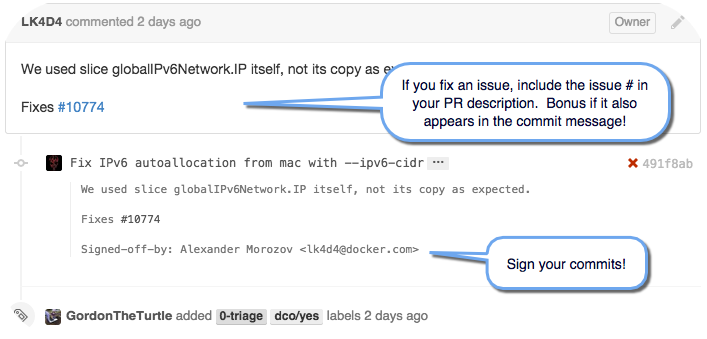 LK4D4 commented 2 days ago
Owner
We used slice globalIPv6Network.IP itself, not its copy as
Fixes #10774
If you fix an issue, include the issue # in
your PR description. Bonus if it also
appears in the commit message!
Fix IPv6 autoallocation from mac with --ipv6-cidr ...
491f8ab
We used slice globalIPv6Network.IP itself, not its copy as expected.
Fixes #10774
Signed-off-by: Alexander Morozov <lk4d4@docker.com>
Sign your commits!
GordonTheTurtle added 0-triage dco/yes labels 2 days ago